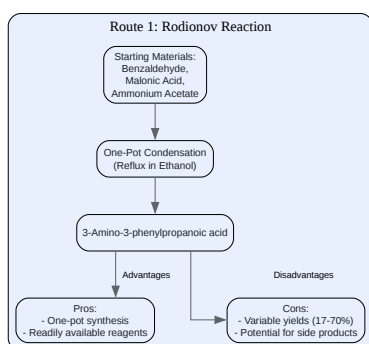 Route 1: Rodionov Reaction
Starting Materials:
Benzaldehyde,
Malonic Acid,
Ammonium Acetate
One-Pot Condensation
(Reflux in Ethanol)
3-Amino-3-phenylpropanoic acid
Advantages
Disadvantages
Pros:
- One-pot synthesis
- Readily available reagents
Cons:
- Variable yields (17-70%)
- Potential for side products